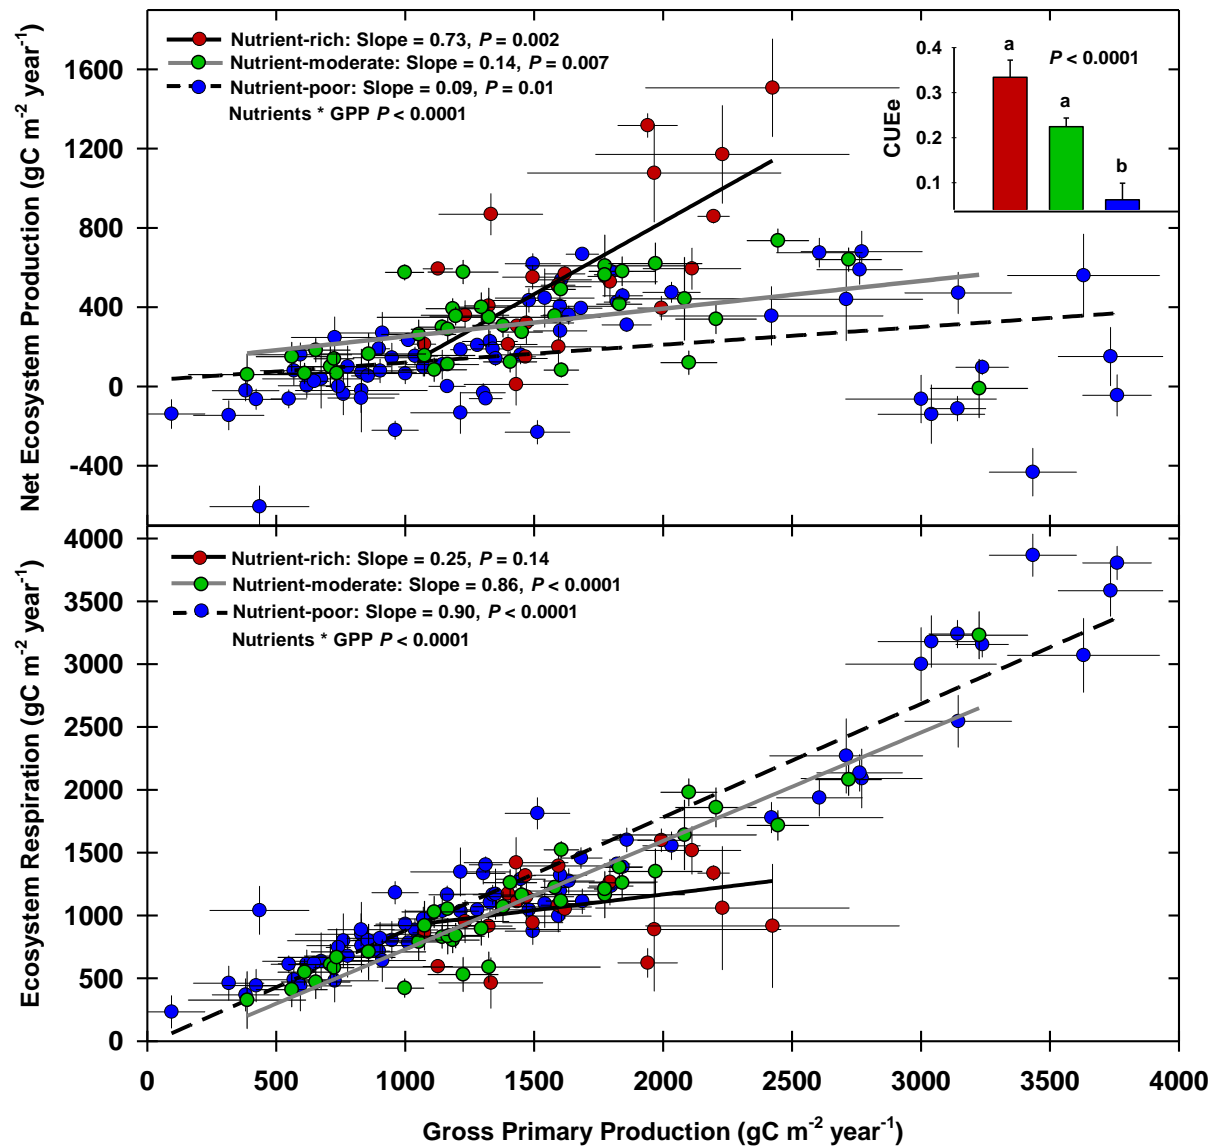 Nutrient-rich: Slope = 0.73, P = 0.002
Nutrient-moderate: Slope = 0.14, P = 0.007
Nutrient-poor: Slope = 0.09, P = 0.01
Nutrients * GPP P < 0.0001
Net Ecosystem Production (gC m-2 year-1)
1600
1200
800
400
0
-400
P < 0.0001
CUEe
0.4
0.3
0.2
0.1
a
a
b
Nutrient-rich: Slope = 0.25, P = 0.14
Nutrient-moderate: Slope = 0.86, P < 0.0001
Nutrient-poor: Slope = 0.90, P < 0.0001
Nutrients * GPP P < 0.0001
Ecosystem Respiration (gC m-2 year-1)
4000
3500
3000
2500
2000
1500
1000
500
0
0 500 1000 1500 2000 2500 3000 3500 4000
Gross Primary Production (gC m-2 year-1)